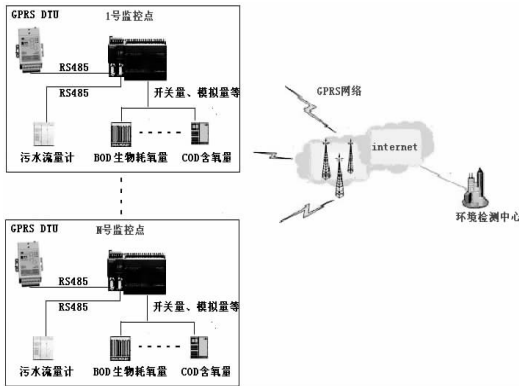 GPRS DTU
1号监控点
RS485
RS485
开关量、模拟量等
污水流量计
BOD生物耗氧量
COD含氧量
GPRS DTU
N号监控点
RS485
RS485
开关量、模拟量等
污水流量计
BOD生物耗氧量
COD含氧量
GPRS网络
internet
环境检测中心